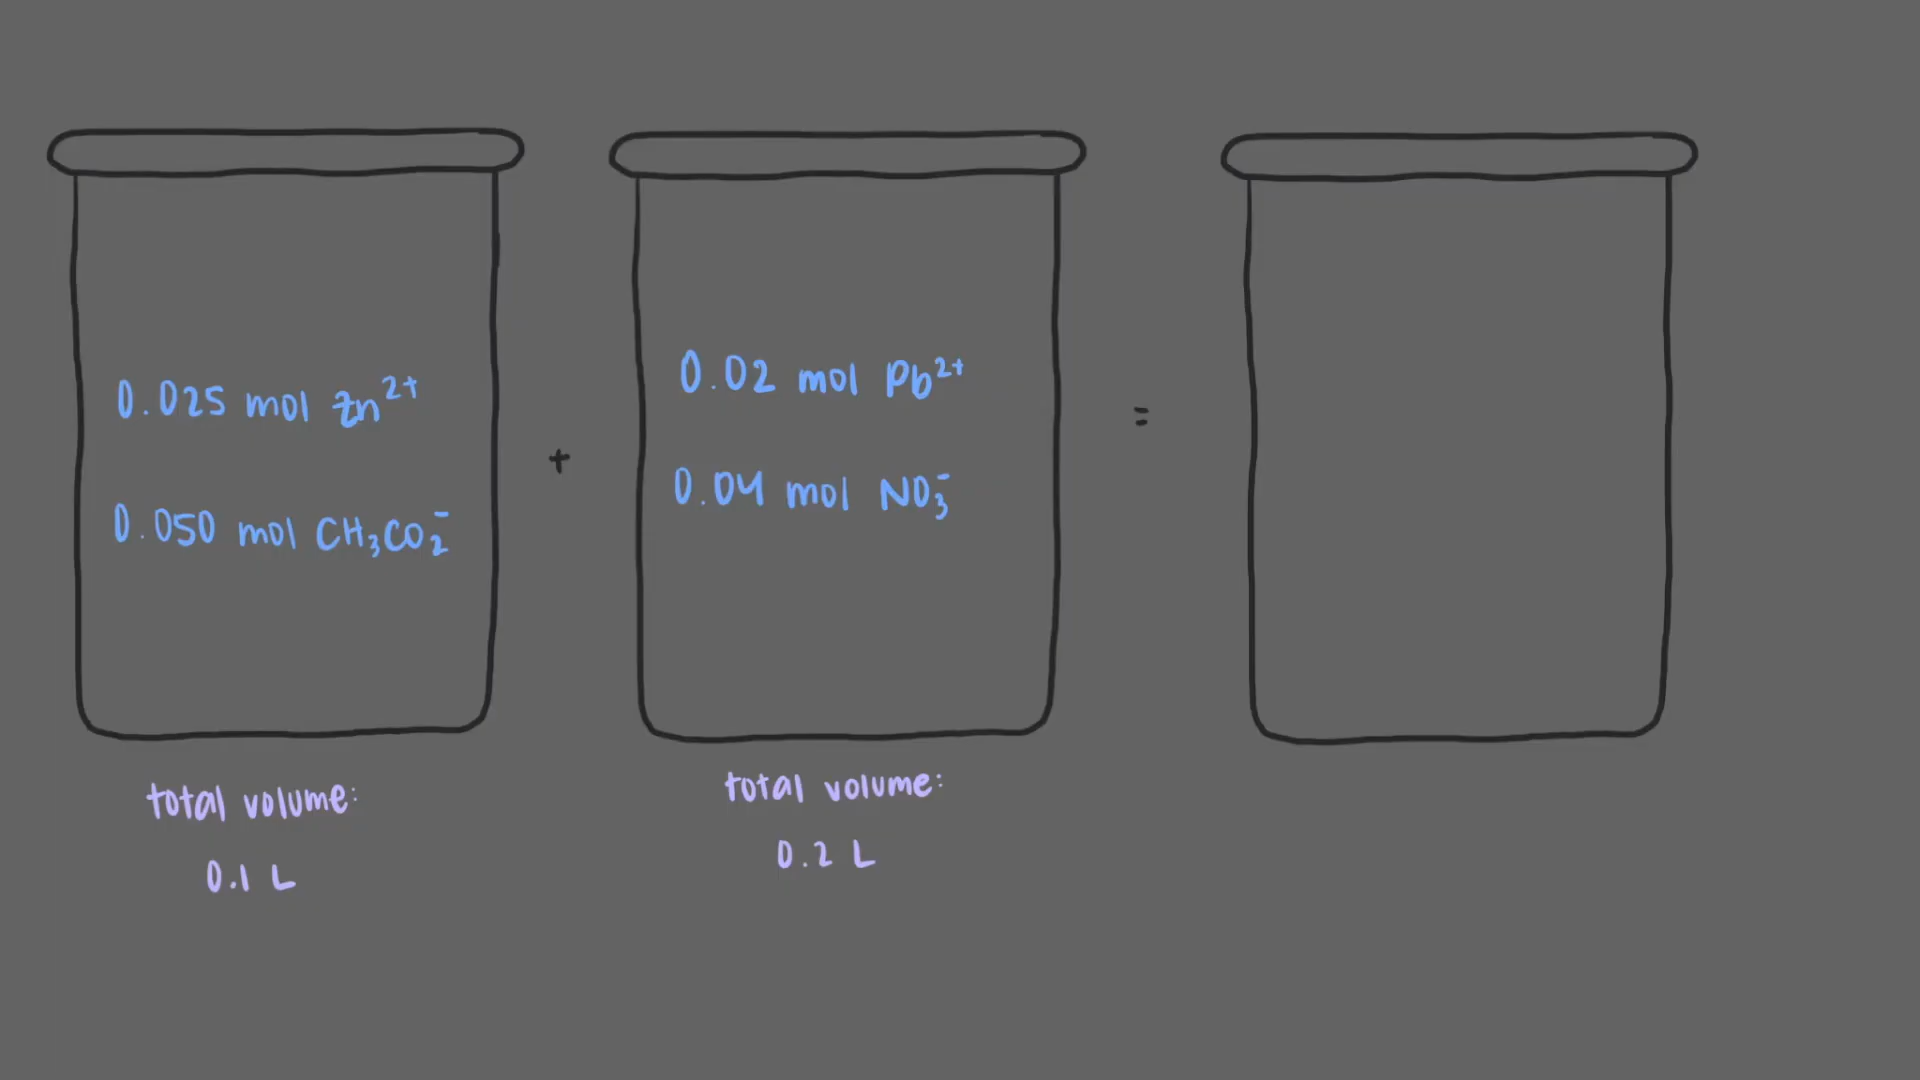 0.025 mol Zn²⁺
0.050 mol CH₃CO₂⁻
total volume:
0.1 L
+
0.02 mol Pb²⁺
0.04 mol NO₃⁻
total volume:
0.2 L
=